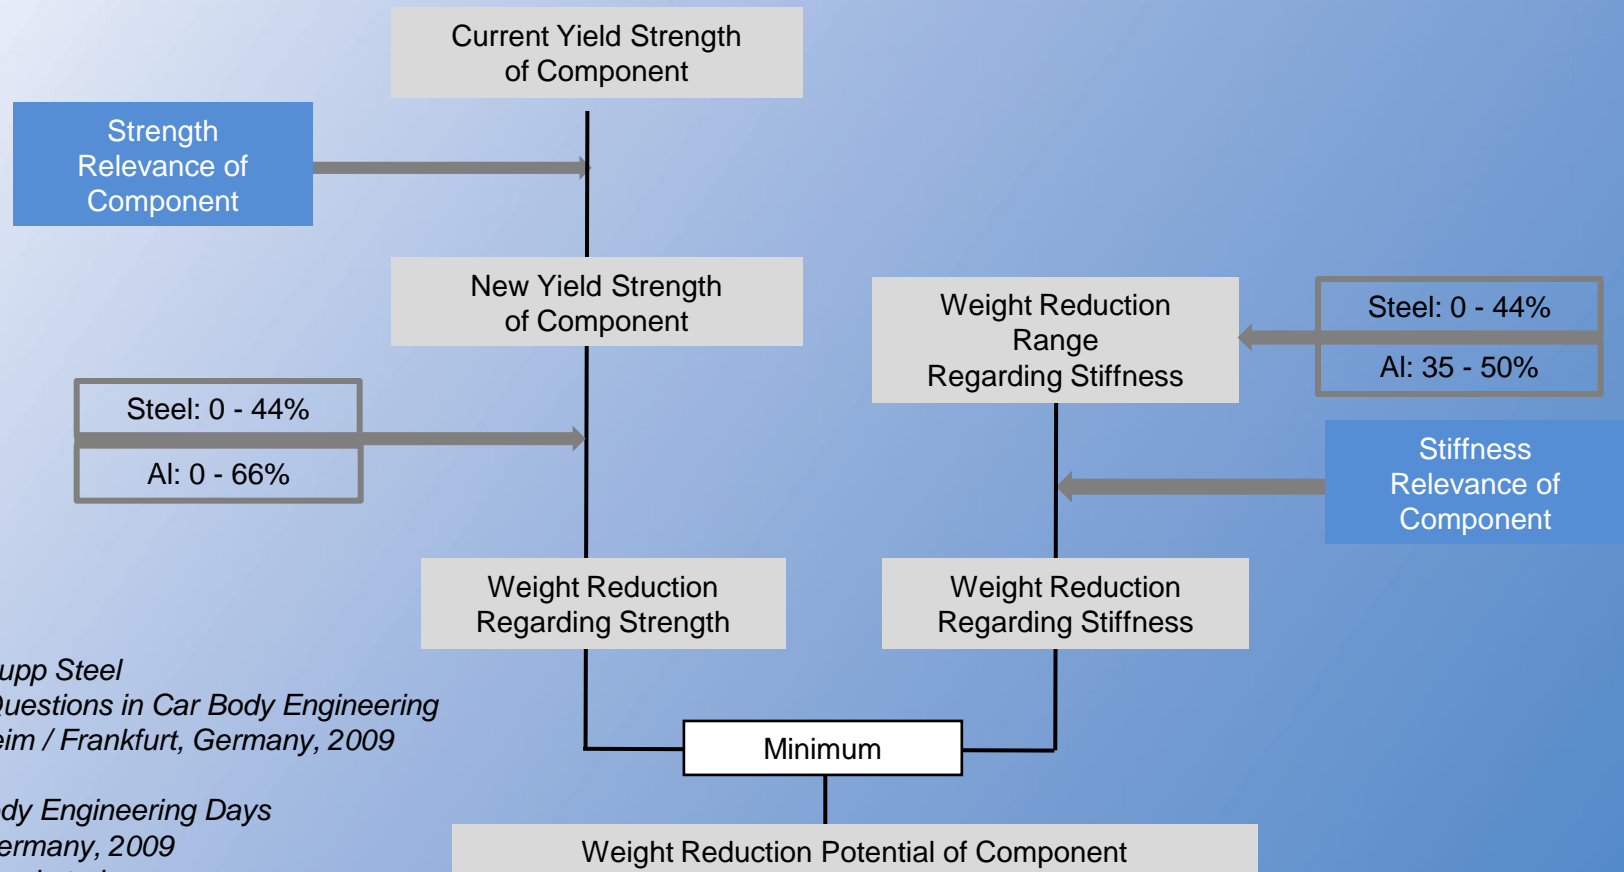 Current Yield Strength
of Component
Strength
Relevance of
Component
New Yield Strength
of Component
Weight Reduction
Range
Regarding Stiffness
Steel: 0 - 44%
Al: 35 - 50%
Steel: 0 - 44%
Al: 0 - 66%
Stiffness
Relevance of
Component
Weight Reduction
Regarding Strength
Weight Reduction
Regarding Stiffness
upp Steel
Questions in Car Body Engineering
eim / Frankfurt, Germany, 2009
Minimum
ody Engineering Days
ermany, 2009
Weight Reduction Potential of Component